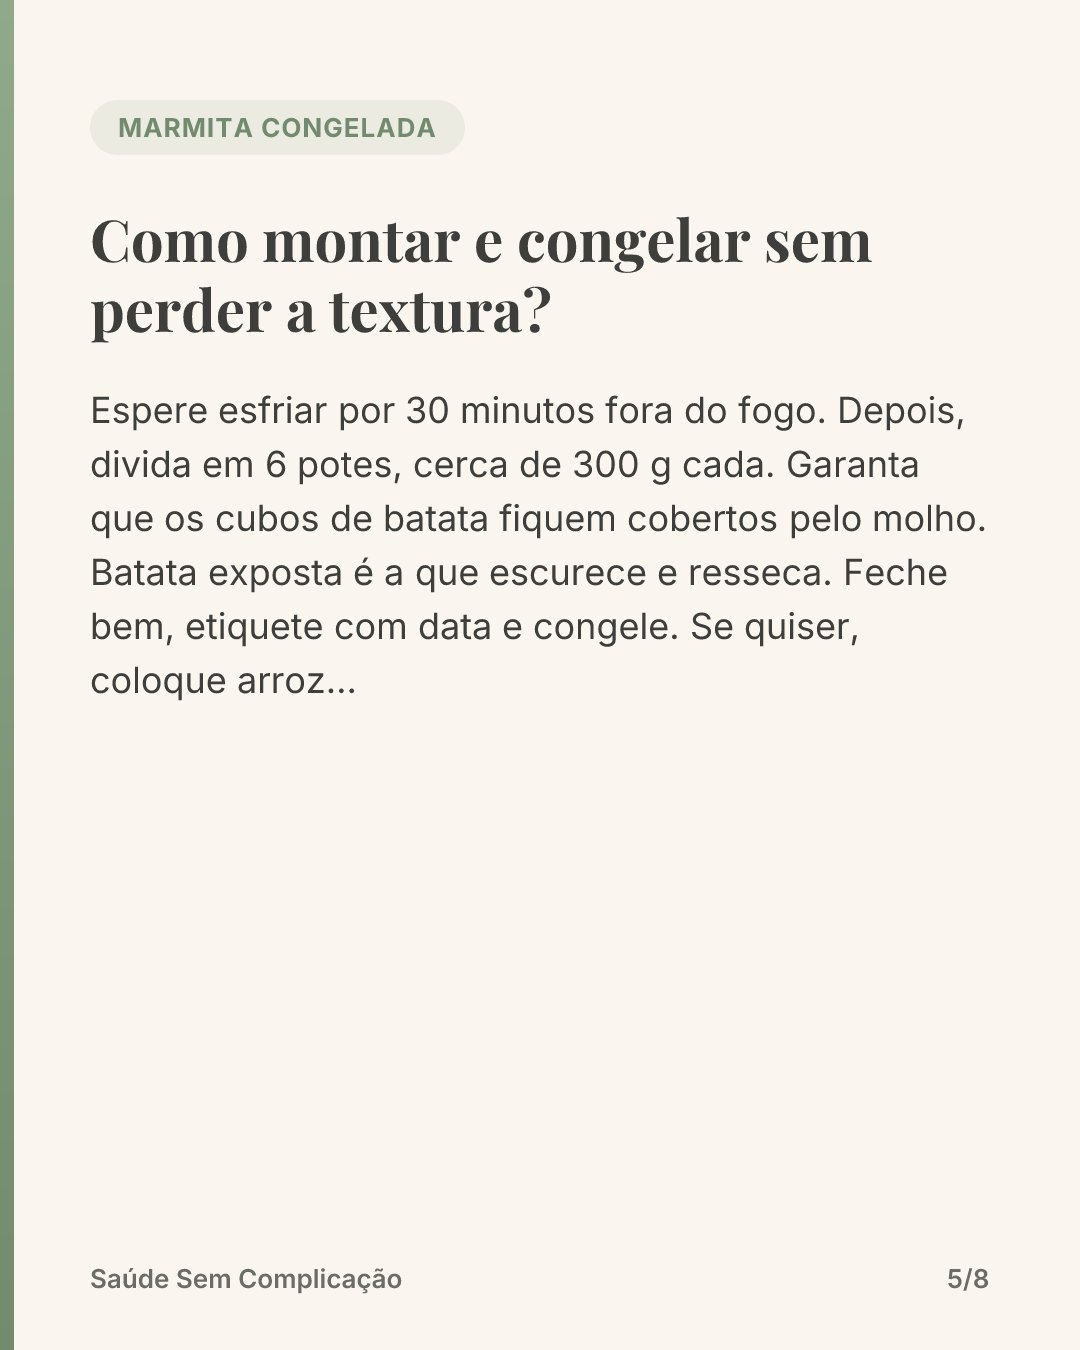 MARMITA CONGELADA
Como montar e congelar sem
perder a textura?
Espere esfriar por 30 minutos fora do fogo. Depois,
divida em 6 potes, cerca de 300 g cada. Garanta
que os cubos de batata fiquem cobertos pelo molho.
Batata exposta é a que escurece e resseca. Feche
bem, etiquete com data e congele. Se quiser,
coloque arroz...
Saúde Sem Complicação
5/8